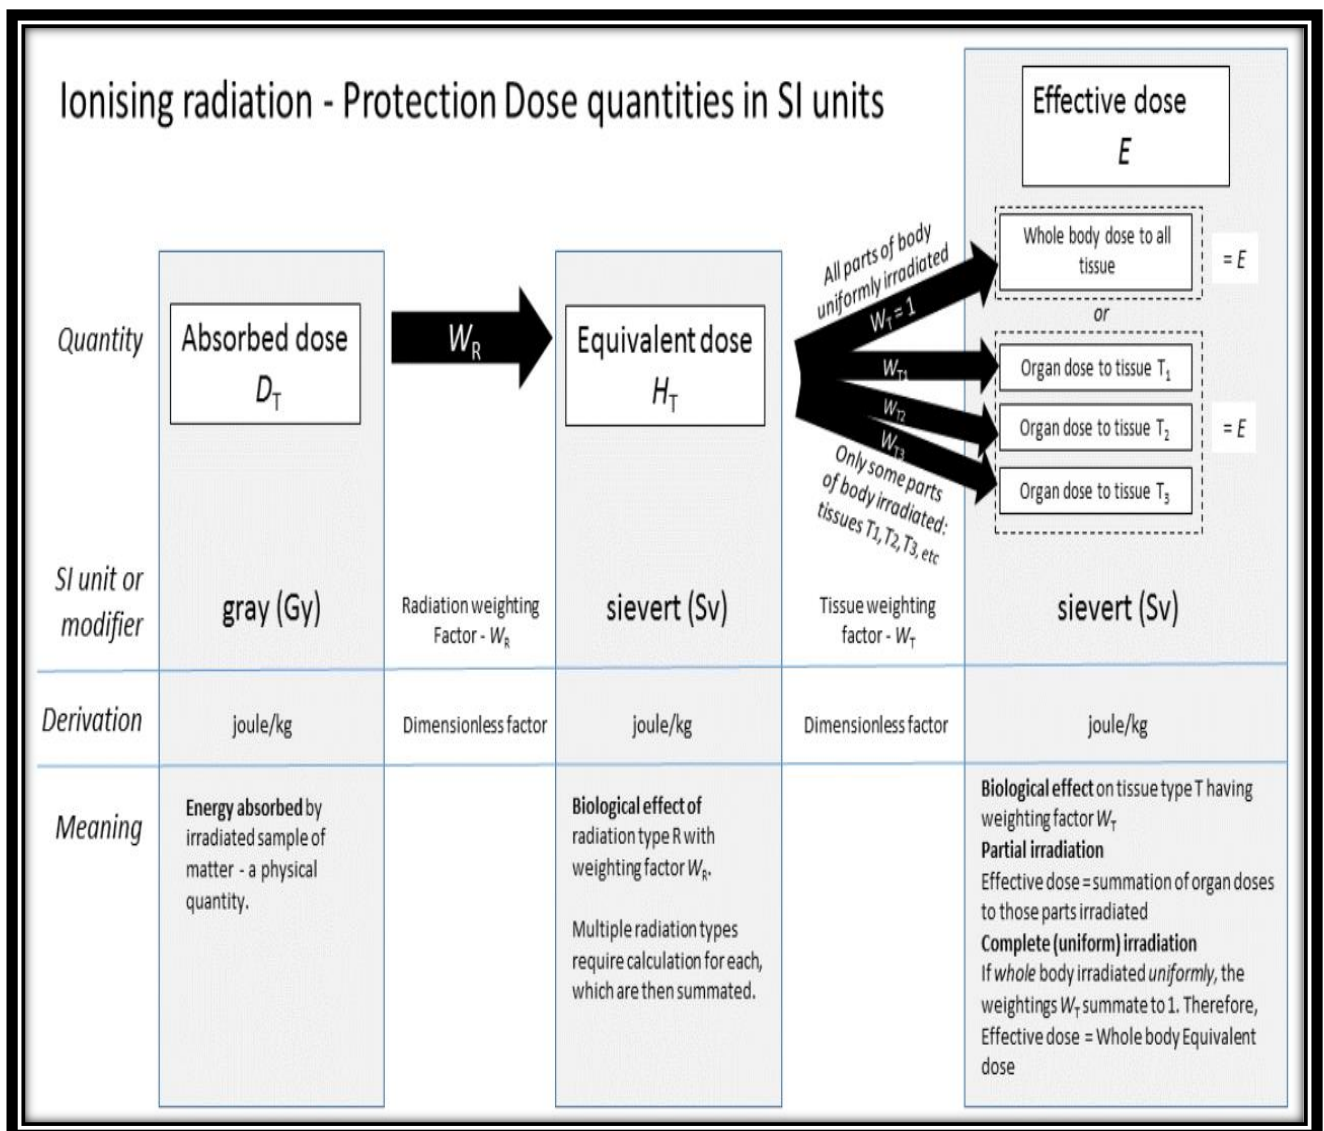 Ionising radiation - Protection Dose quantities in SI units
Effective dose
E
Quantity
Absorbed dose
D_T
W_R
Equivalent dose
H_T
All parts of body
uniformly irradiated
W_T = 1
W_T1
W_T2
W_T3
Only some parts
of body irradiated:
tissues T1, T2, T3, etc
Whole body dose to all
tissue
= E
or
Organ dose to tissue T_1
Organ dose to tissue T_2
Organ dose to tissue T_3
= E
SI unit or
modifier
gray (Gy)
Radiation weighting
Factor - W_R
sievert (Sv)
Tissue weighting
factor - W_T
sievert (Sv)
Derivation
joule/kg
Dimensionless factor
joule/kg
Dimensionless factor
joule/kg
Meaning
Energy absorbed by
irradiated sample of
matter - a physical
quantity.
Biological effect of
radiation type R with
weighting factor W_R.
Multiple radiation types
require calculation for each,
which are then summated.
Biological effect on tissue type T having
weighting factor W_T
Partial irradiation
Effective dose = summation of organ doses
to those parts irradiated
Complete (uniform) irradiation
If whole body irradiated uniformly, the
weightings W_T summate to 1. Therefore,
Effective dose = Whole body Equivalent
dose